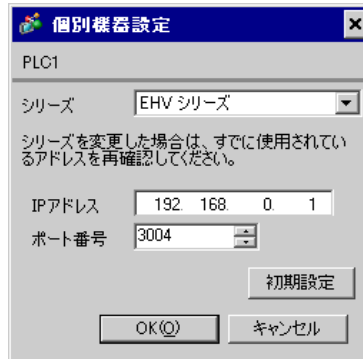 個別機器設定
PLC1
シリーズ EHV シリーズ
シリーズを変更した場合は、すでに使用されてい
るアドレスを再確認してください。
IPアドレス 192. 168. 0. 1
ポート番号 3004
初期設定
OK(O) キャンセル